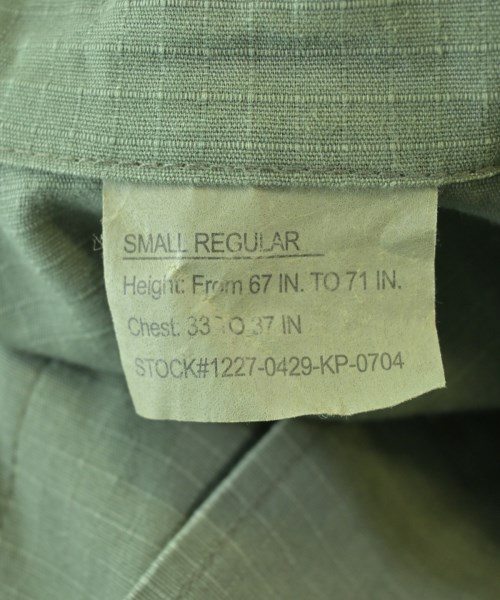 SMALL REGULAR
Height: From 67 IN. TO 71 IN.
Chest: 33 TO 37 IN
STOCK#1227-0429-KP-0704